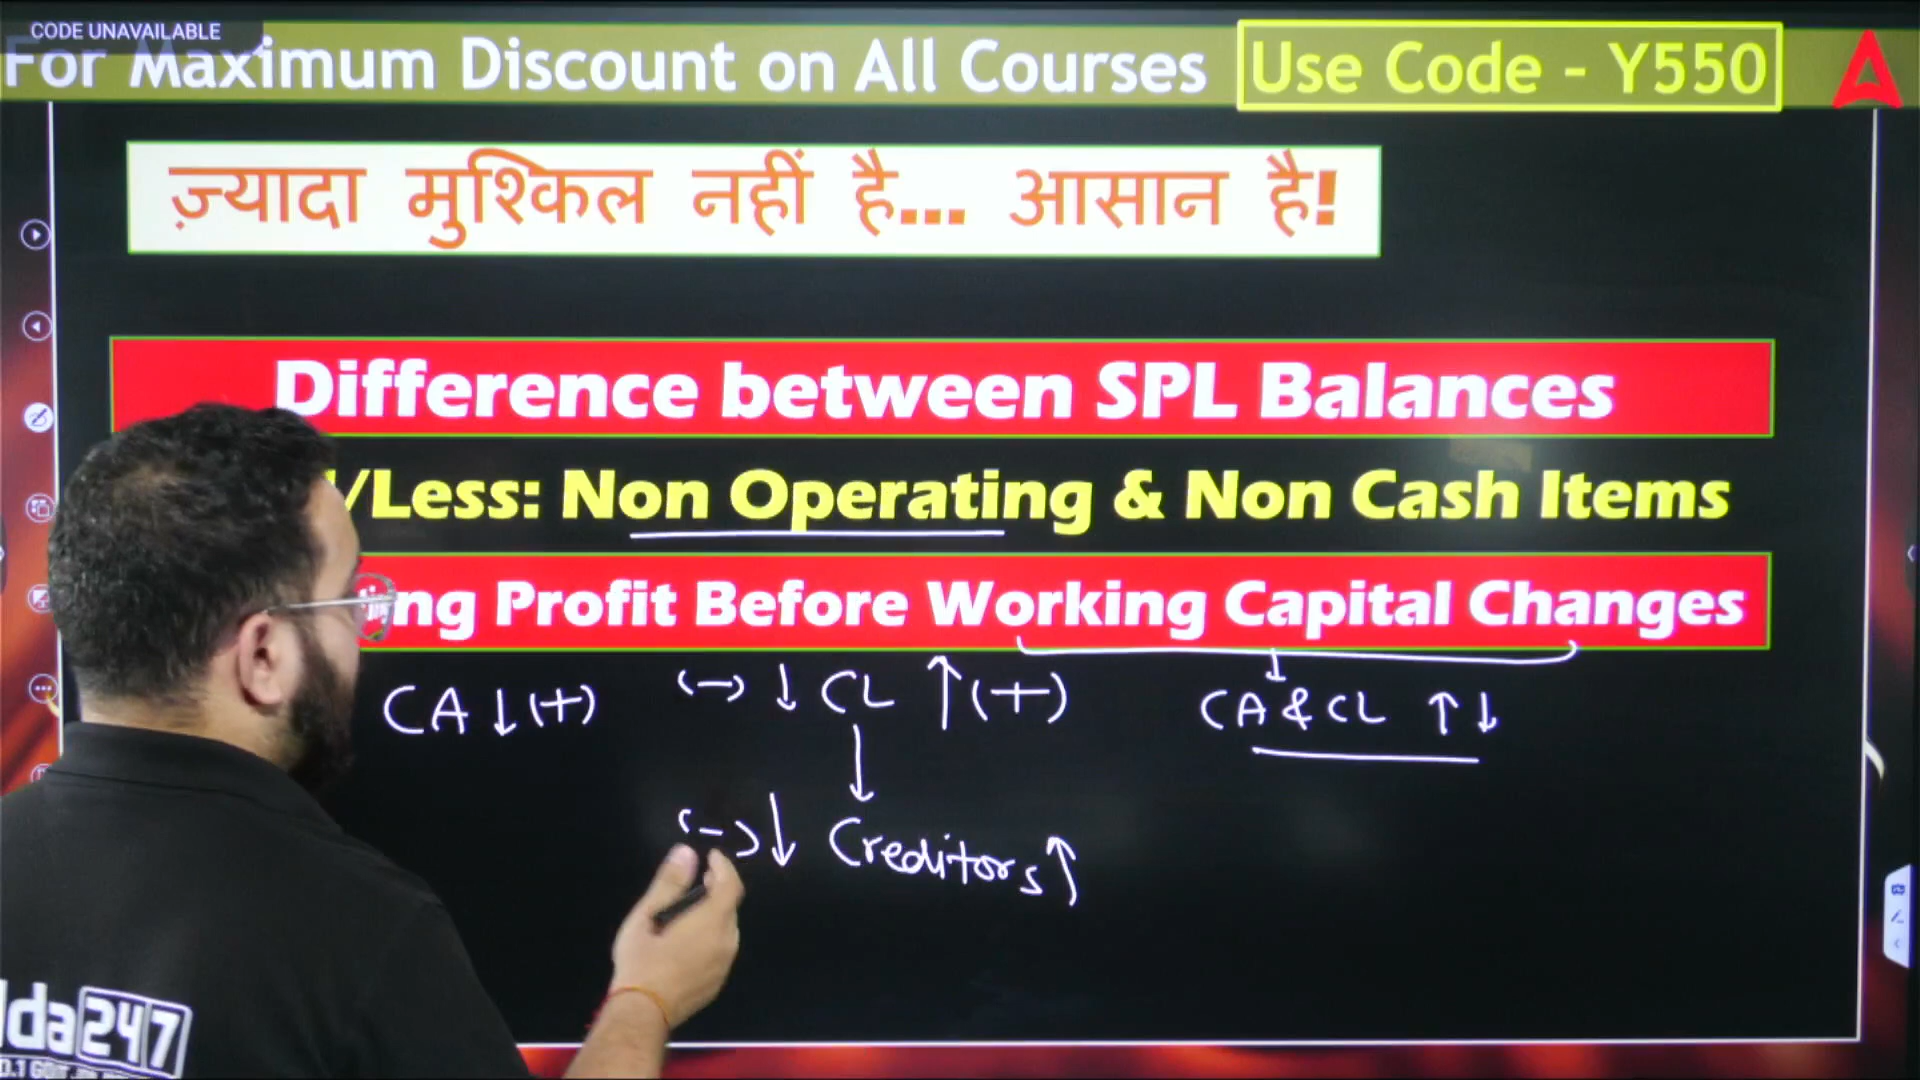 CODE UNAVAILABLE
For Maximum Discount on All Courses Use Code - Y550
ज़्यादा मुश्किल नहीं है... आसान है!
Difference between SPL Balances
/Less: Non Operating & Non Cash Items
ng Profit Before Working Capital Changes
CA ↓ (+) (-) ↓ CL ↑ (+) CA & CL ↑ ↓
(-) ↓ Creditors ↑
da247